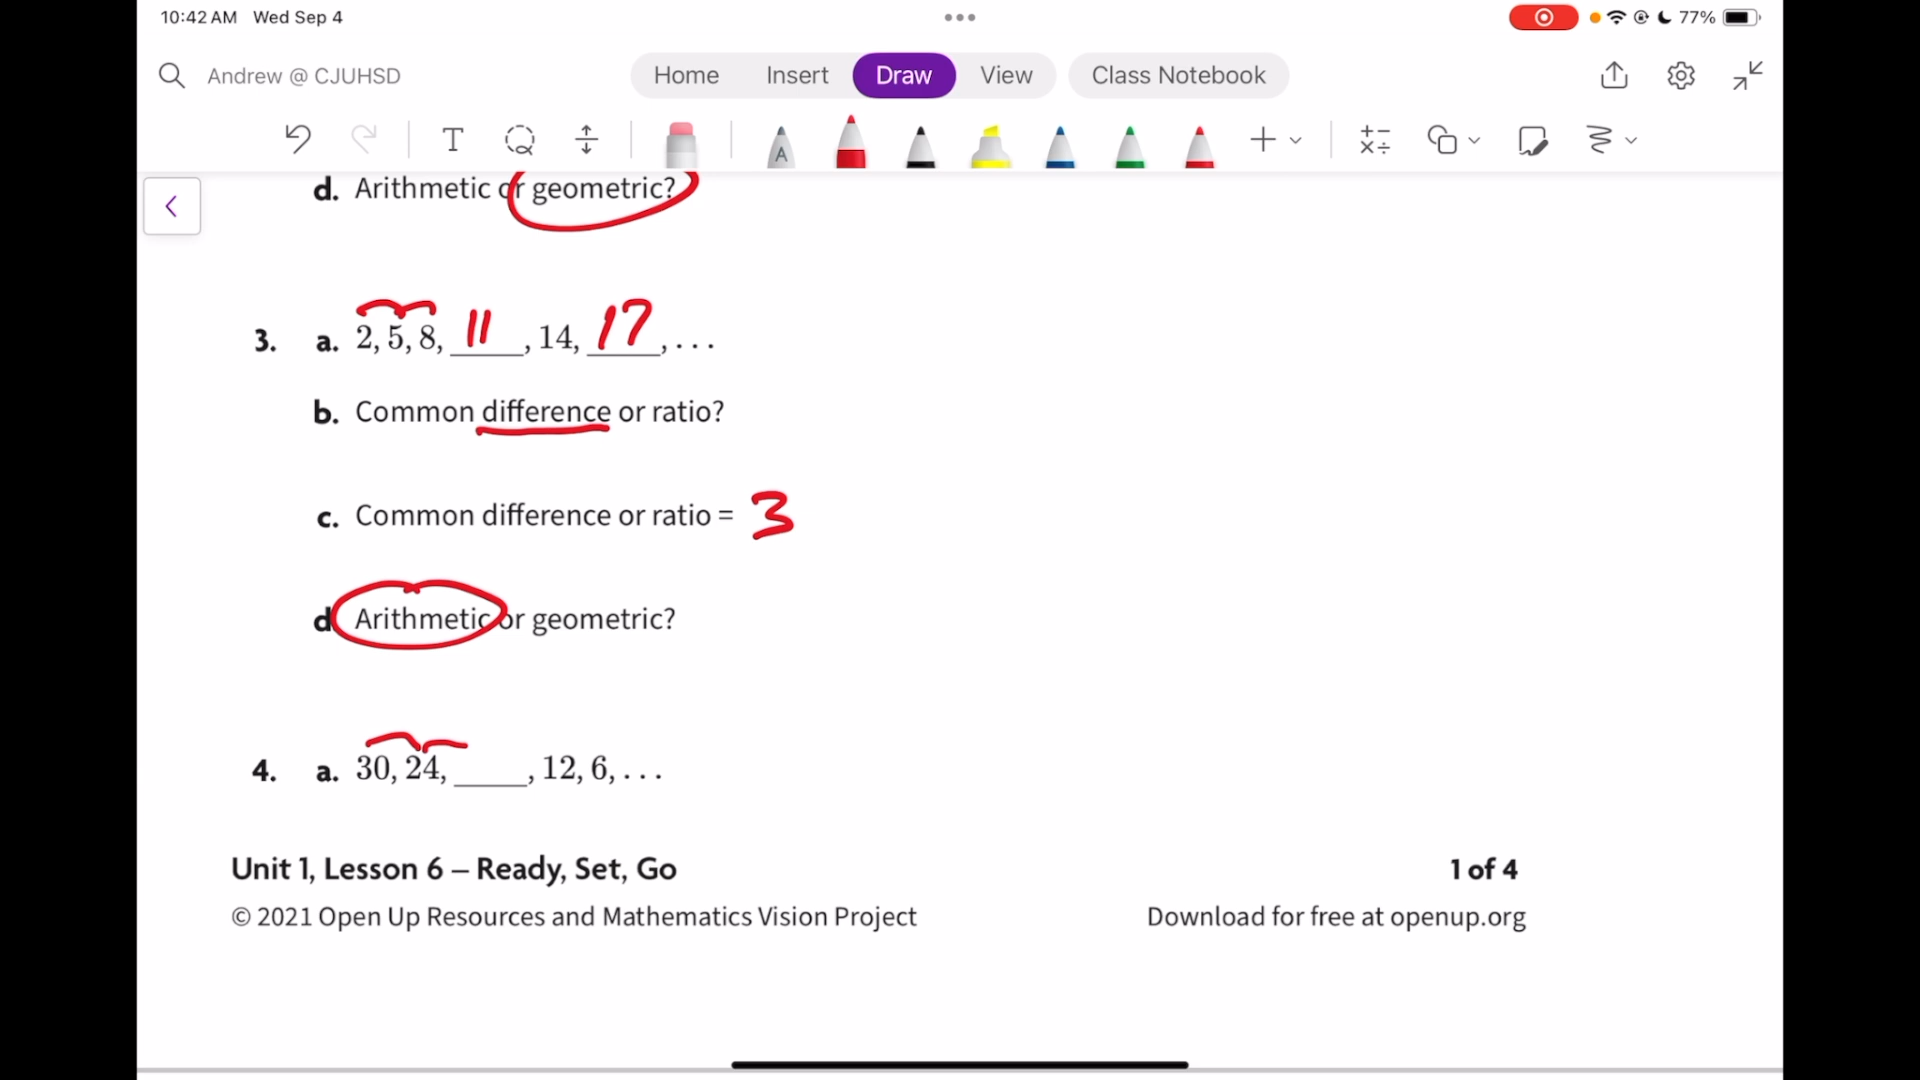 10:42 AM Wed Sep 4
77%
Andrew @ CJUHSD
Home Insert Draw View Class Notebook
T A
d. Arithmetic or geometric?
3. a. 2, 5, 8, 11, 14, 17, ...
b. Common difference or ratio?
c. Common difference or ratio = 3
d Arithmetic or geometric?
4. a. 30, 24, ____, 12, 6, ...
Unit 1, Lesson 6 – Ready, Set, Go 1 of 4
© 2021 Open Up Resources and Mathematics Vision Project Download for free at openup.org